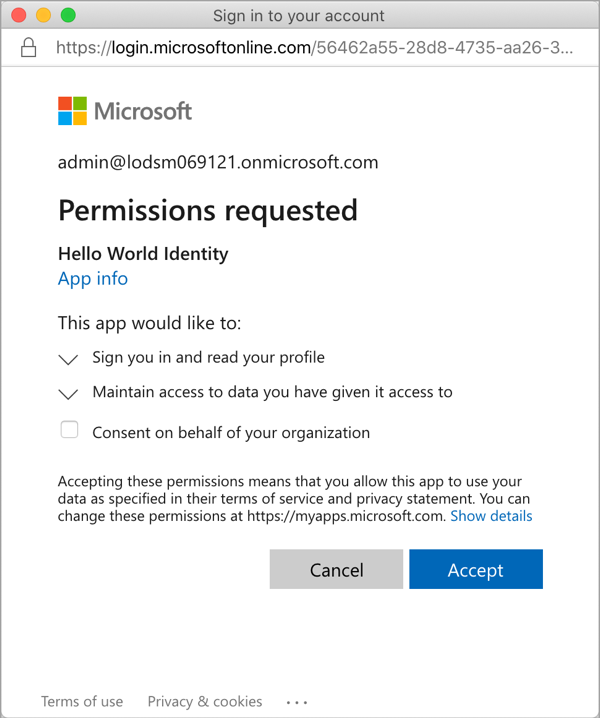 Sign in to your account
https://login.microsoftonline.com/56462a55-28d8-4735-aa26-3...
Microsoft
admin@lodsm069121.onmicrosoft.com
Permissions requested
Hello World Identity
App info
This app would like to:
Sign you in and read your profile
Maintain access to data you have given it access to
Consent on behalf of your organization
Accepting these permissions means that you allow this app to use your
data as specified in their terms of service and privacy statement. You can
change these permissions at https://myapps.microsoft.com. Show details
Cancel Accept
Terms of use Privacy & cookies ...